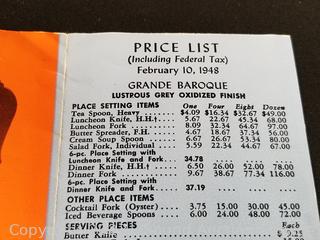 PRICE LIST
(Including Federal Tax)
February 10, 1948
GRANDE BAROQUE
LUSTROUS GREY OXIDIZED FINISH
PLACE SETTING ITEMS One Four Eight Dozen
Tea Spoon, Heavy $4.09 $16.34 $32.67 $49.00
Luncheon Knife, H.H.† 5.67 22.67 45.34 68.00
Luncheon Fork 8.09 32.34 64.67 97.00
Butter Spreader, F.H. 4.67 18.67 37.34 56.00
Cream Soup Spoon 6.67 26.67 53.34 80.00
Salad Fork, Individual 5.59 22.34 44.67 67.00
6-pc. Place Setting with
Luncheon Knife and Fork 34.78
Dinner Knife, H.H.† 6.50 26.00 52.00 78.00
Dinner Fork 9.67 38.67 77.34 116.00
6-pc. Place Setting with
Dinner Knife and Fork 37.19
OTHER PLACE ITEMS
Cocktail Fork (Oyster) 3.75 15.00 30.00 45.00
Iced Beverage Spoons 6.00 24.00 48.00 72.00
SERVING PIECES Each
Butter Knife $ 9.25